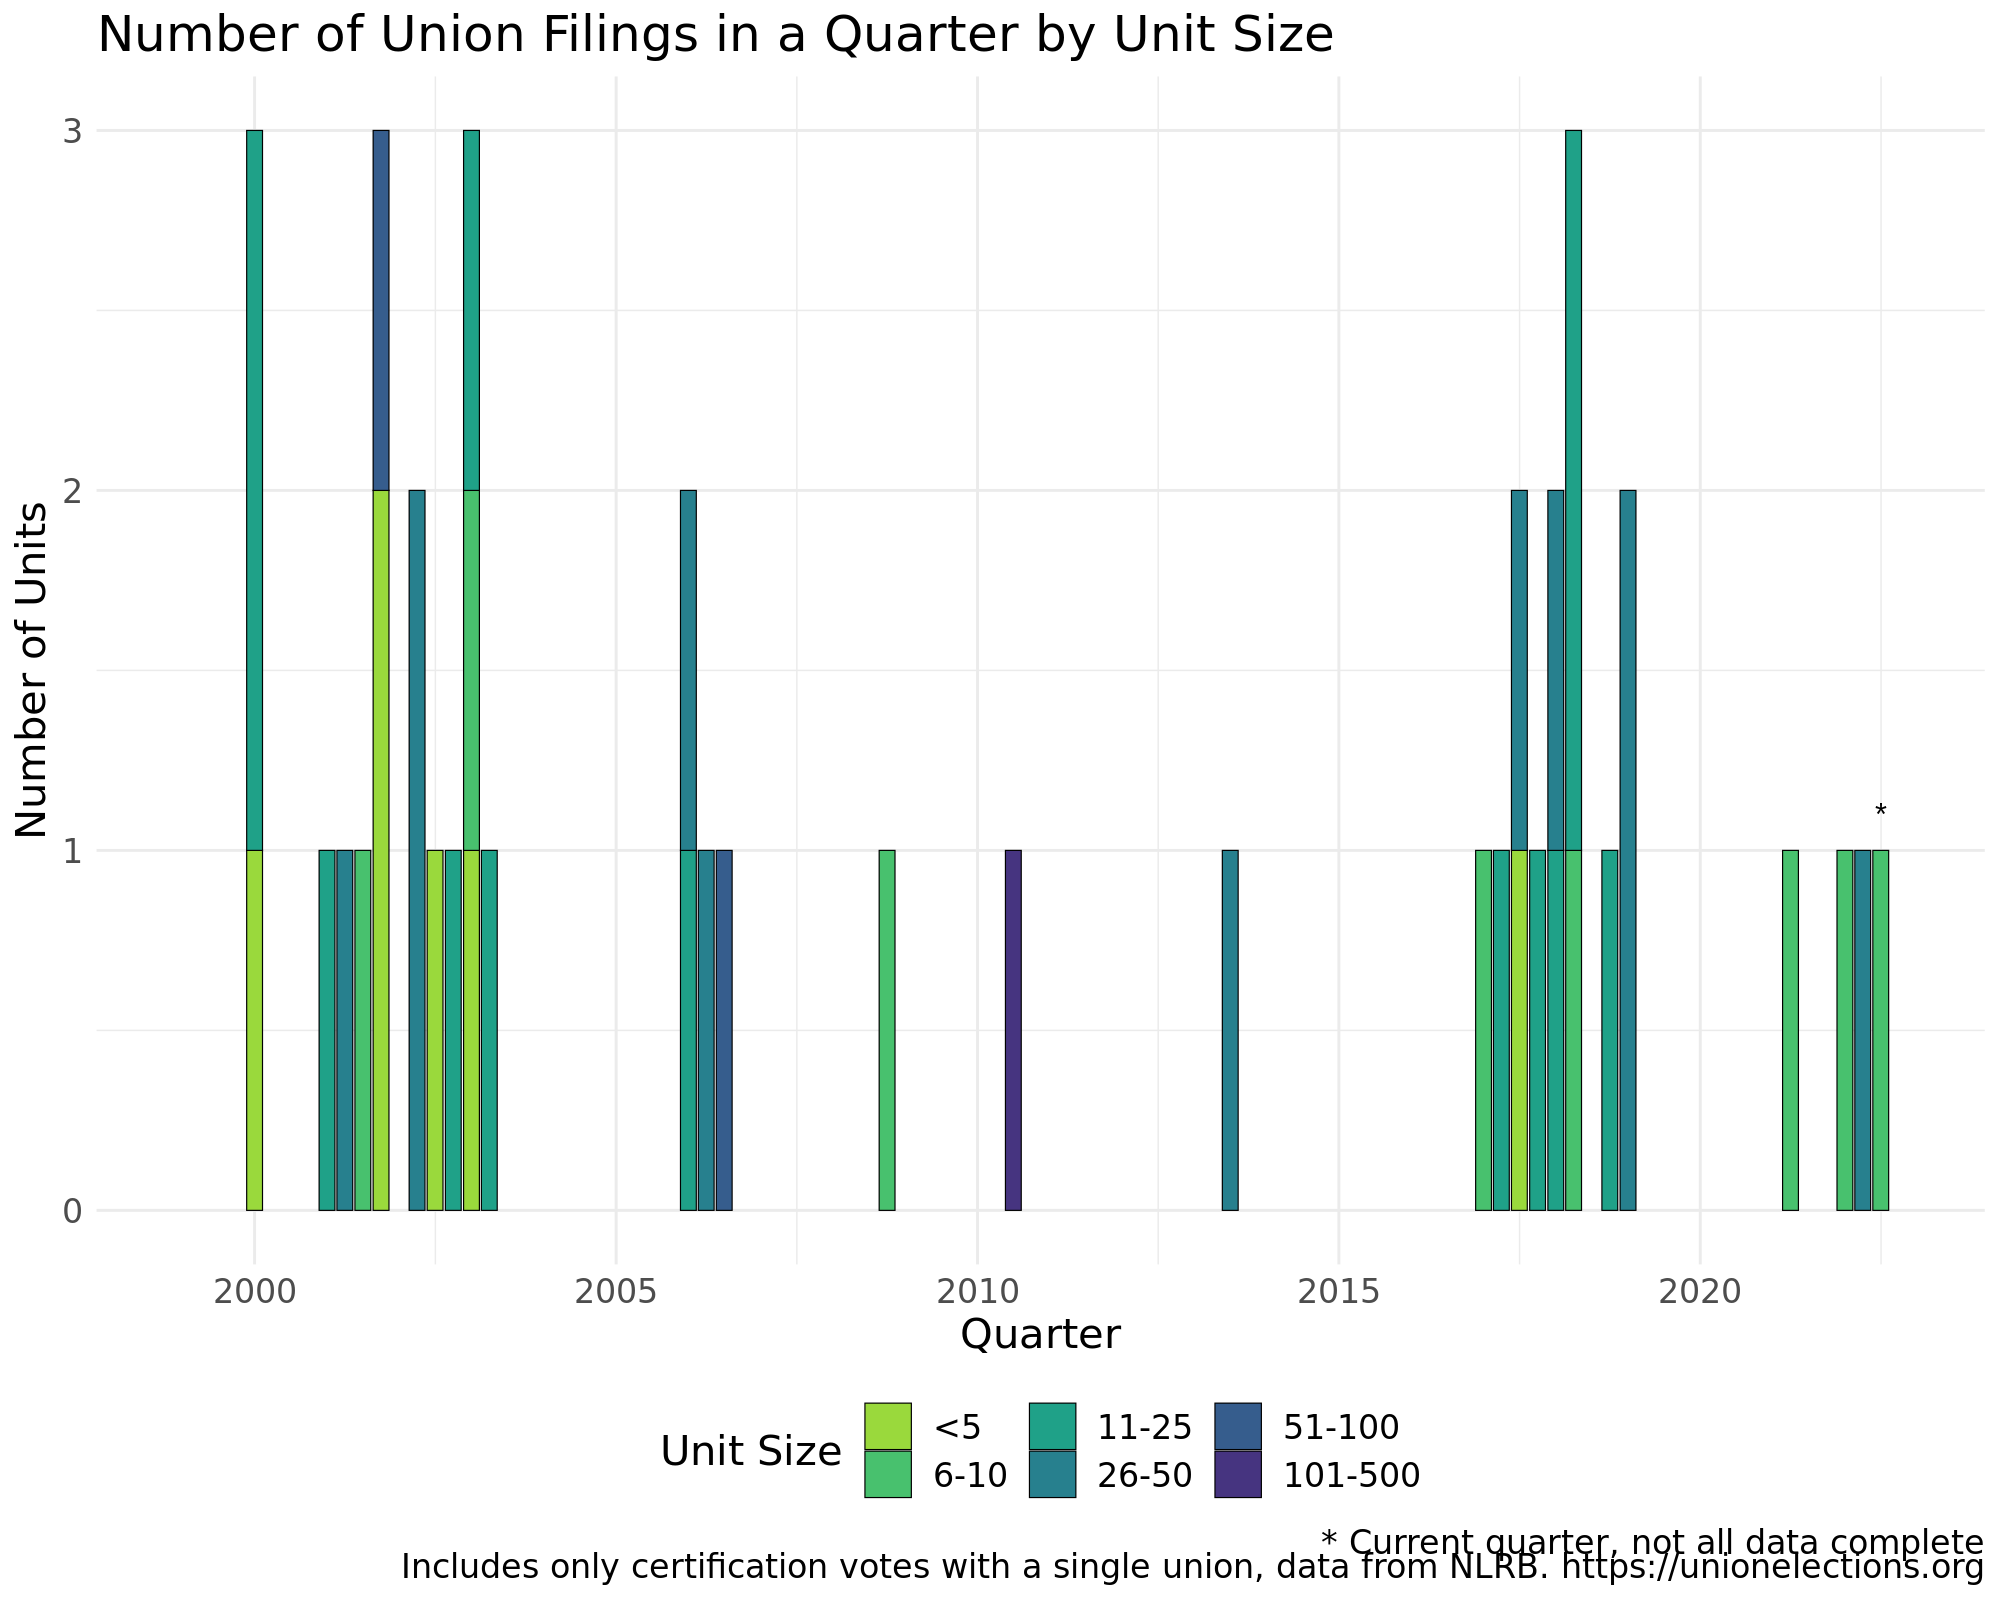 Number of Union Filings in a Quarter by Unit Size
Number of Units
3
2
1
0
*
2000 2005 2010 2015 2020
Quarter
Unit Size
<5 11-25 51-100
6-10 26-50 101-500
* Current quarter, not all data complete
Includes only certification votes with a single union, data from NLRB. https://unionelections.org